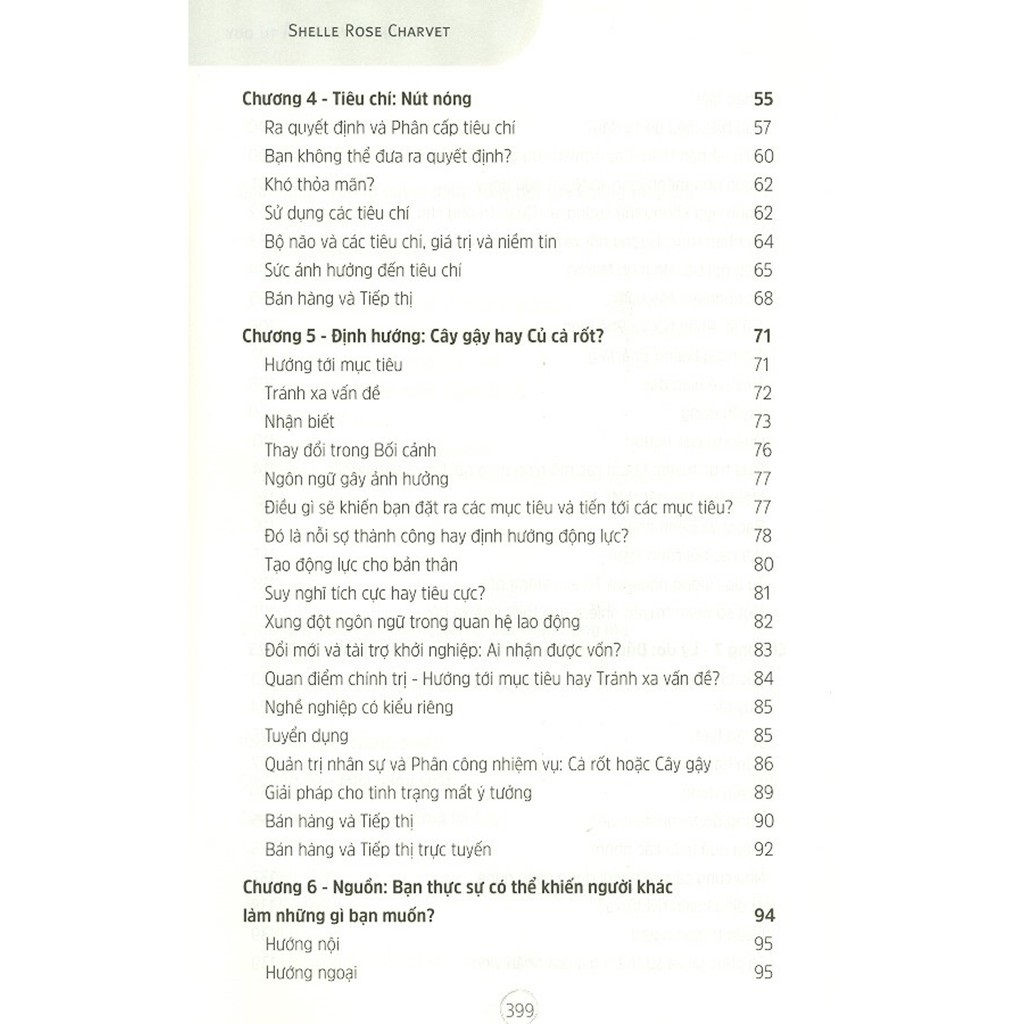 SHELLE ROSE CHARVET
Chương 4 - Tiêu chí: Nút nóng 55
Ra quyết định và Phân cấp tiêu chí 57
Bạn không thể đưa ra quyết định? 60
Khó thỏa mãn? 62
Sử dụng các tiêu chí 62
Bộ não và các tiêu chí, giá trị và niềm tin 64
Sức ảnh hưởng đến tiêu chí 65
Bán hàng và Tiếp thị 68
Chương 5 - Định hướng: Cây gậy hay Củ cà rốt? 71
Hướng tới mục tiêu 71
Tránh xa vấn đề 72
Nhận biết 73
Thay đổi trong Bối cảnh 76
Ngôn ngữ gây ảnh hưởng 77
Điều gì sẽ khiến bạn đặt ra các mục tiêu và tiến tới các mục tiêu? 77
Đó là nỗi sợ thành công hay định hướng động lực? 78
Tạo động lực cho bản thân 80
Suy nghĩ tích cực hay tiêu cực? 81
Xung đột ngôn ngữ trong quan hệ lao động 82
Đổi mới và tài trợ khởi nghiệp: Ai nhận được vốn? 83
Quan điểm chính trị - Hướng tới mục tiêu hay Tránh xa vấn đề? 84
Nghề nghiệp có kiểu riêng 85
Tuyển dụng 85
Quản trị nhân sự và Phân công nhiệm vụ: Cà rốt hoặc Cây gậy 86
Giải pháp cho tình trạng mất ý tưởng 89
Bán hàng và Tiếp thị 90
Bán hàng và Tiếp thị trực tuyến 92
Chương 6 - Nguồn: Bạn thực sự có thể khiến người khác
làm những gì bạn muốn? 94
Hướng nội 95
Hướng ngoại 95
399